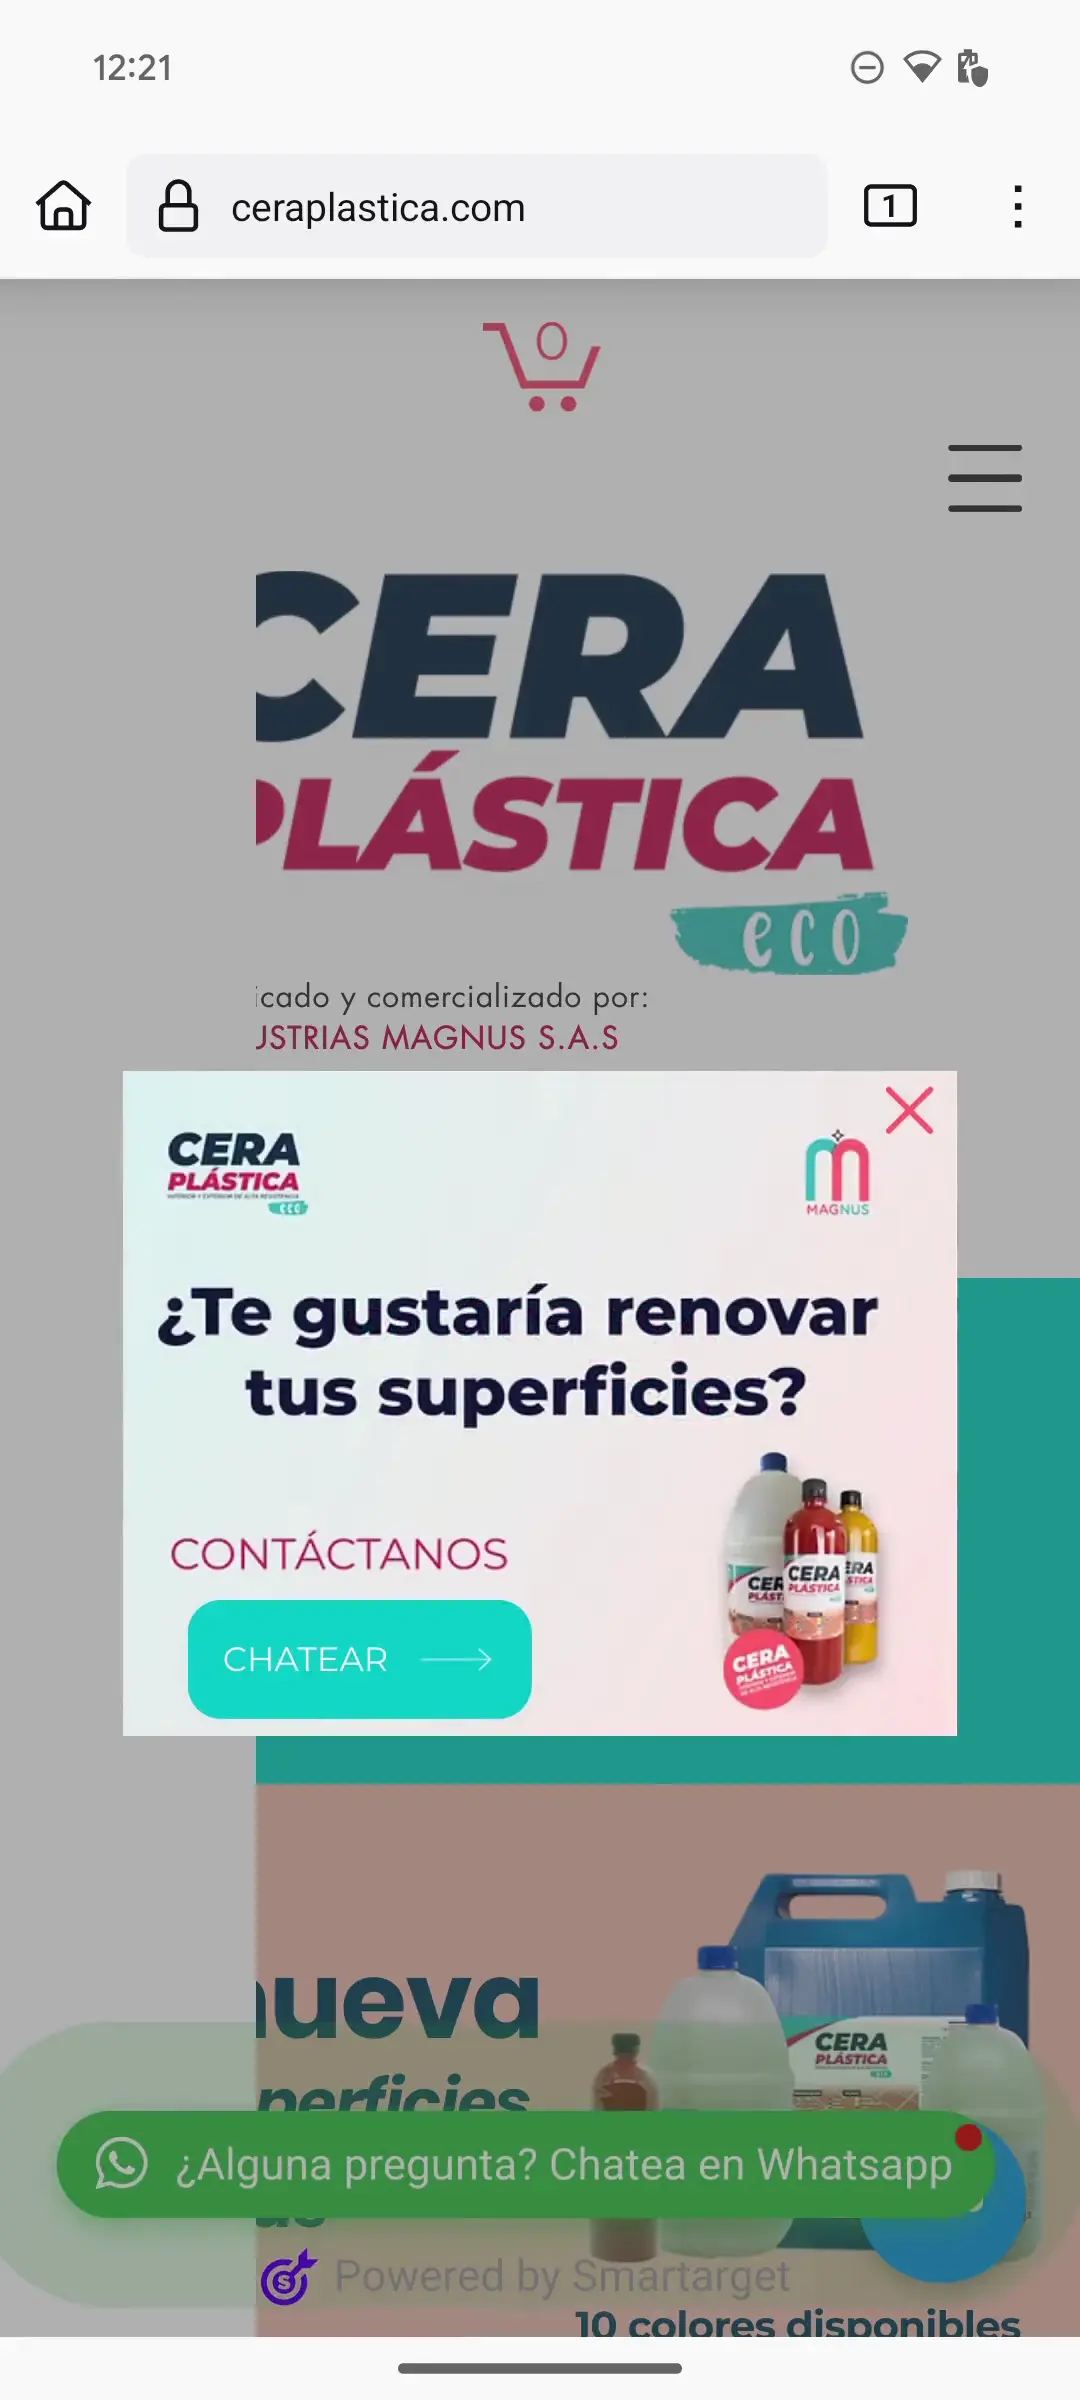 12:21
ceraplastica.com
1
0
CERA
PLÁSTICA
eco
icado y comercializado por:
USTRIAS MAGNUS S.A.S
CERA
PLÁSTICA
eco
MAGNUS
¿Te gustaría renovar
tus superficies?
CONTÁCTANOS
CHATEAR
CERA
PLÁSTICA
CERA
PLÁSTICA
nueva
perficies
CERA
PLÁSTICA
¿Alguna pregunta? Chatea en Whatsapp
Powered by Smartarget
10 colores disponibles